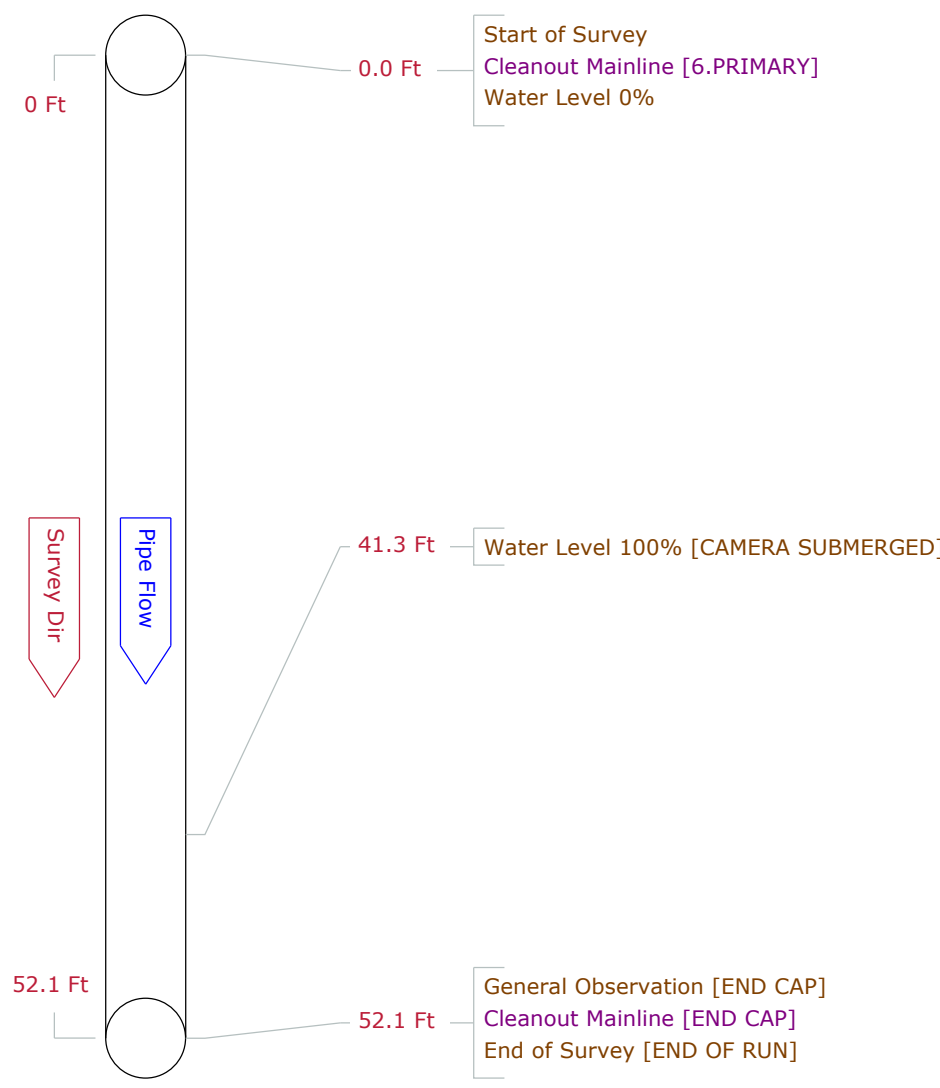 Start of Survey
0.0 Ft
Cleanout Mainline [6.PRIMARY]
Water Level 0%
0 Ft
Survey Dir
Pipe Flow
41.3 Ft
Water Level 100% [CAMERA SUBMERGED]
52.1 Ft
General Observation [END CAP]
52.1 Ft
Cleanout Mainline [END CAP]
End of Survey [END OF RUN]